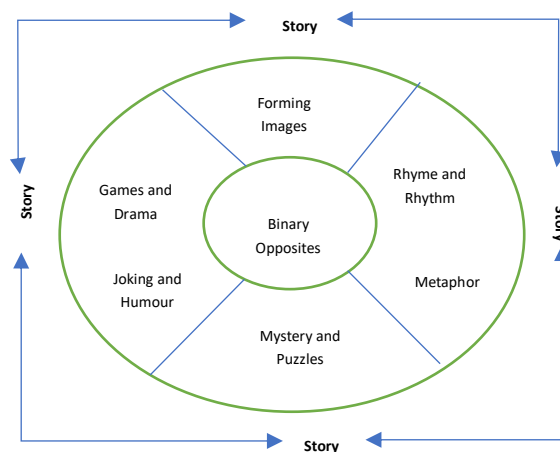 Story
Forming
Images
Games and
Drama
Rhyme and
Rhythm
Story
Binary
Opposites
Story
Joking and
Humour
Metaphor
Mystery and
Puzzles
Story